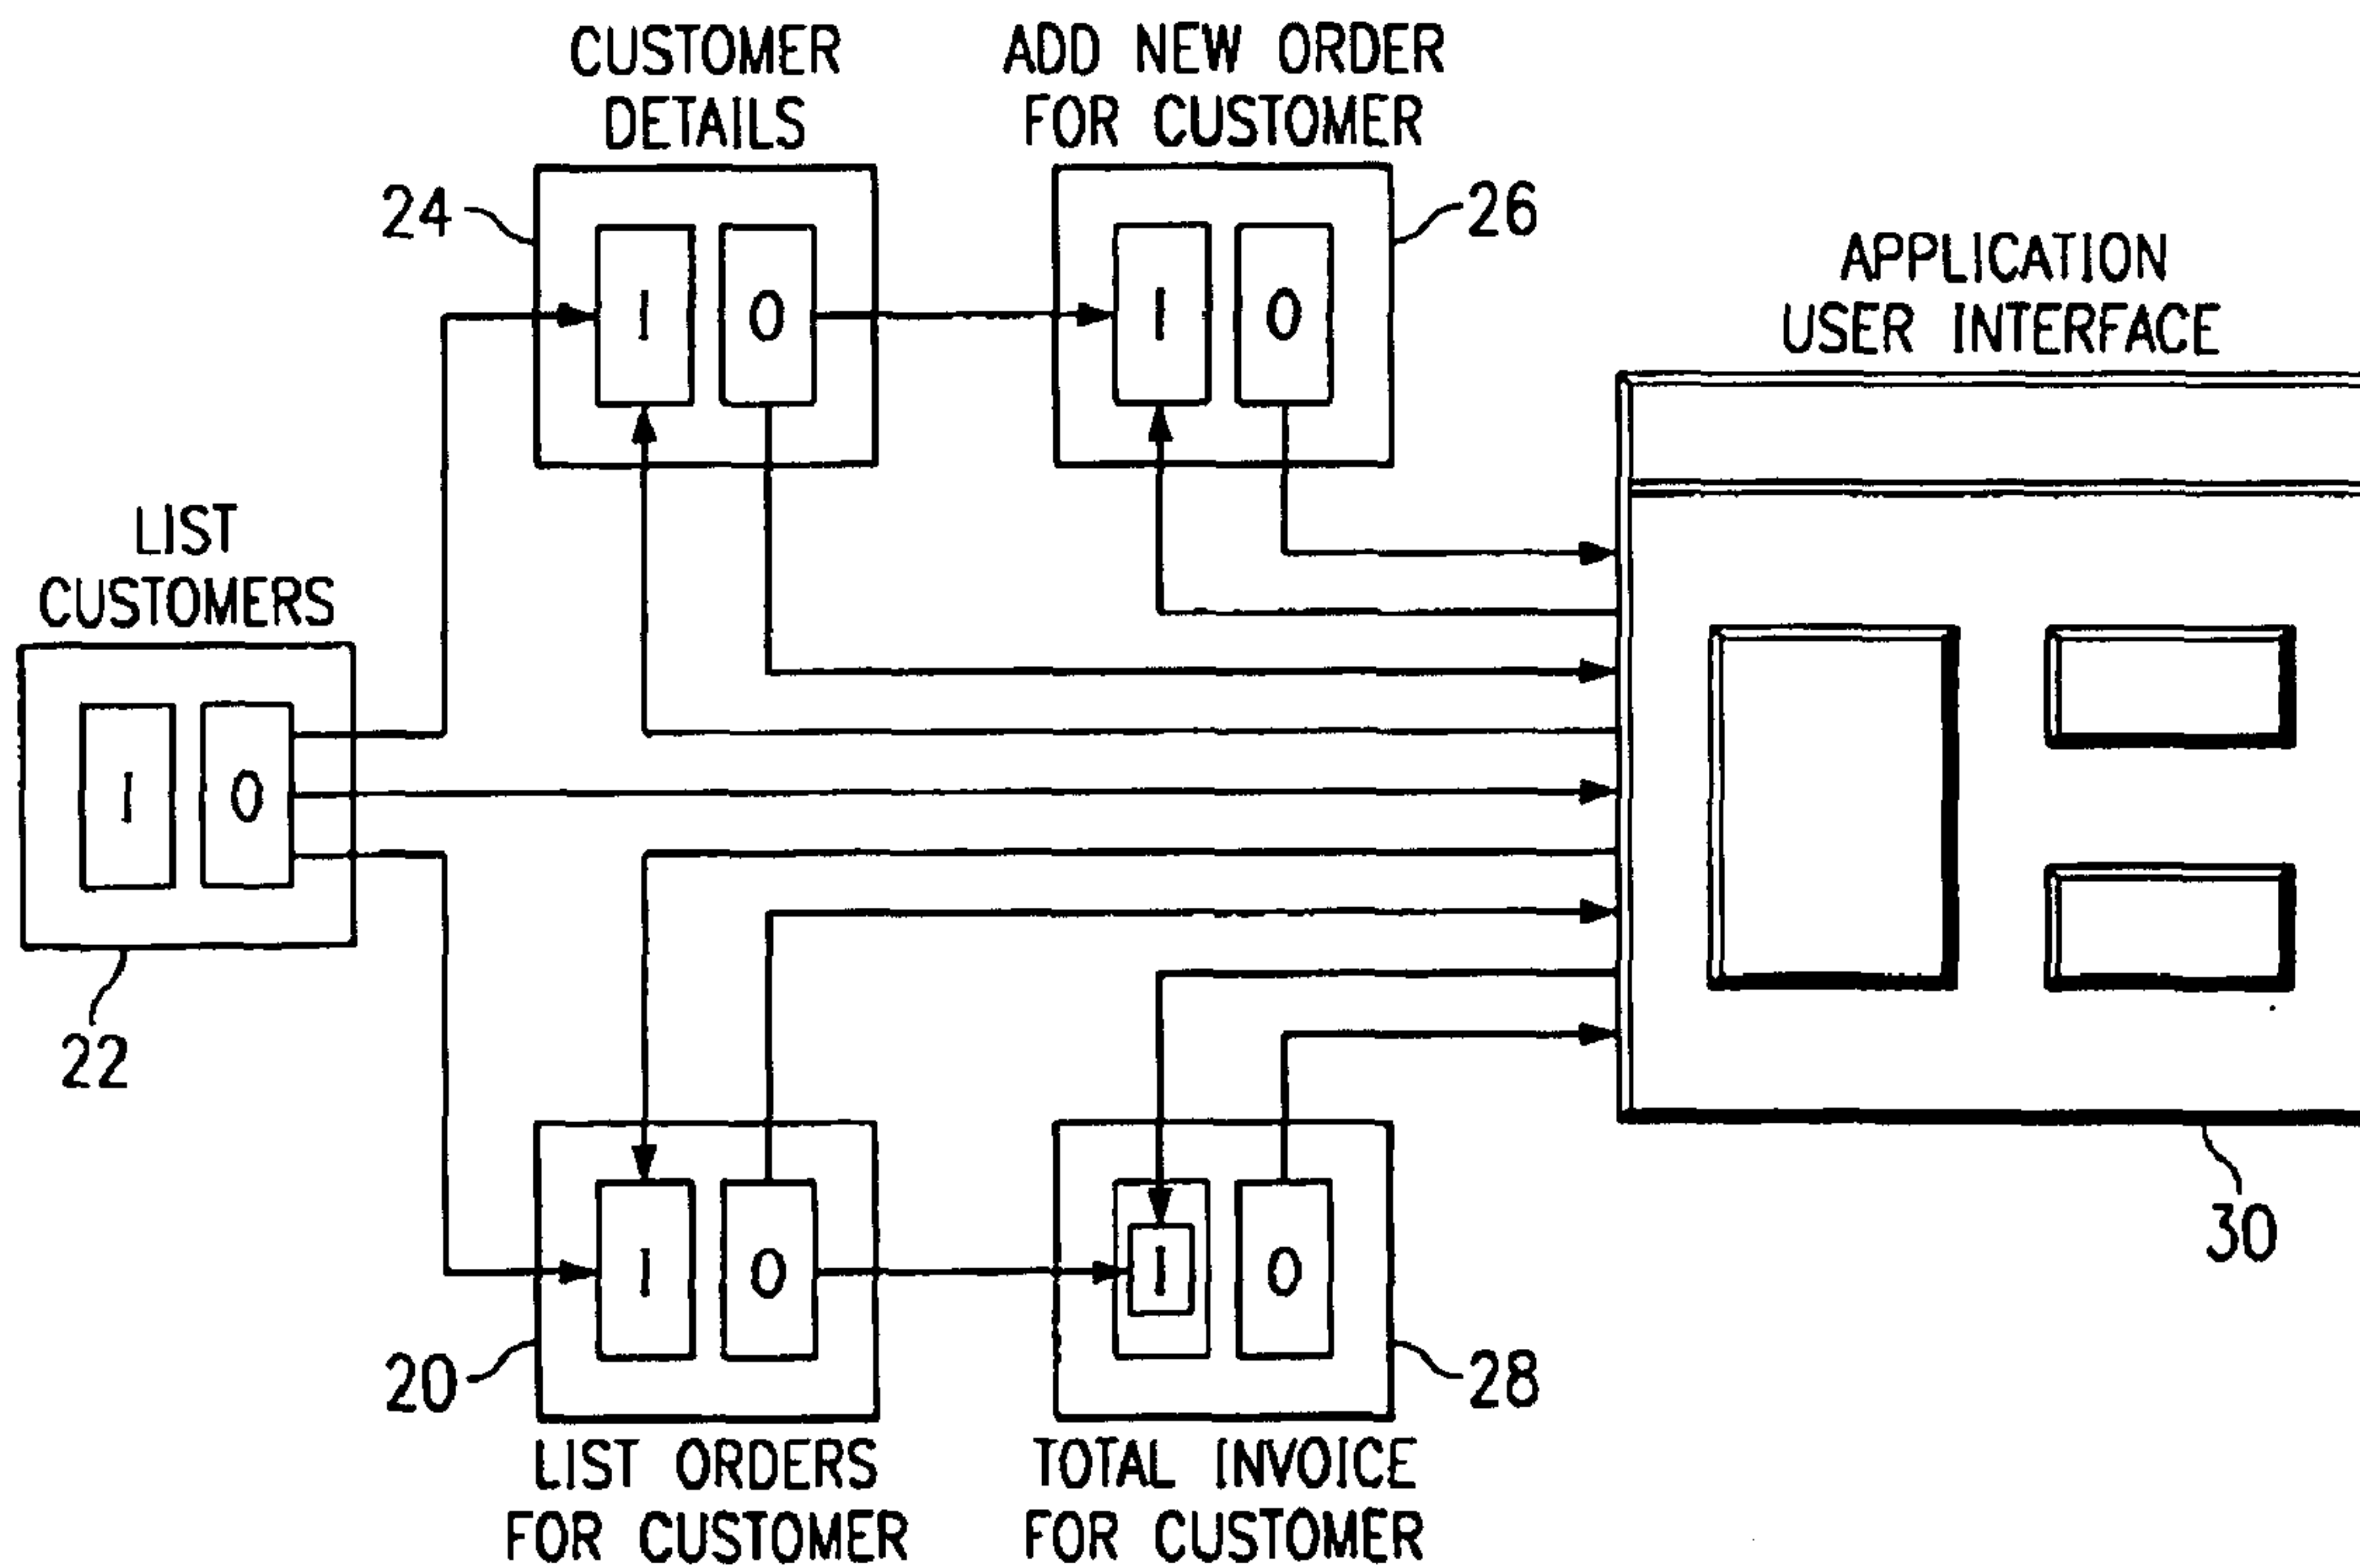 CUSTOMER
DETAILS
ADD NEW ORDER
FOR CUSTOMER
24
I O
26
I O
APPLICATION
USER INTERFACE
LIST
CUSTOMERS
I O
22
20
I O
LIST ORDERS
FOR CUSTOMER
28
I O
TOTAL INVOICE
FOR CUSTOMER
30